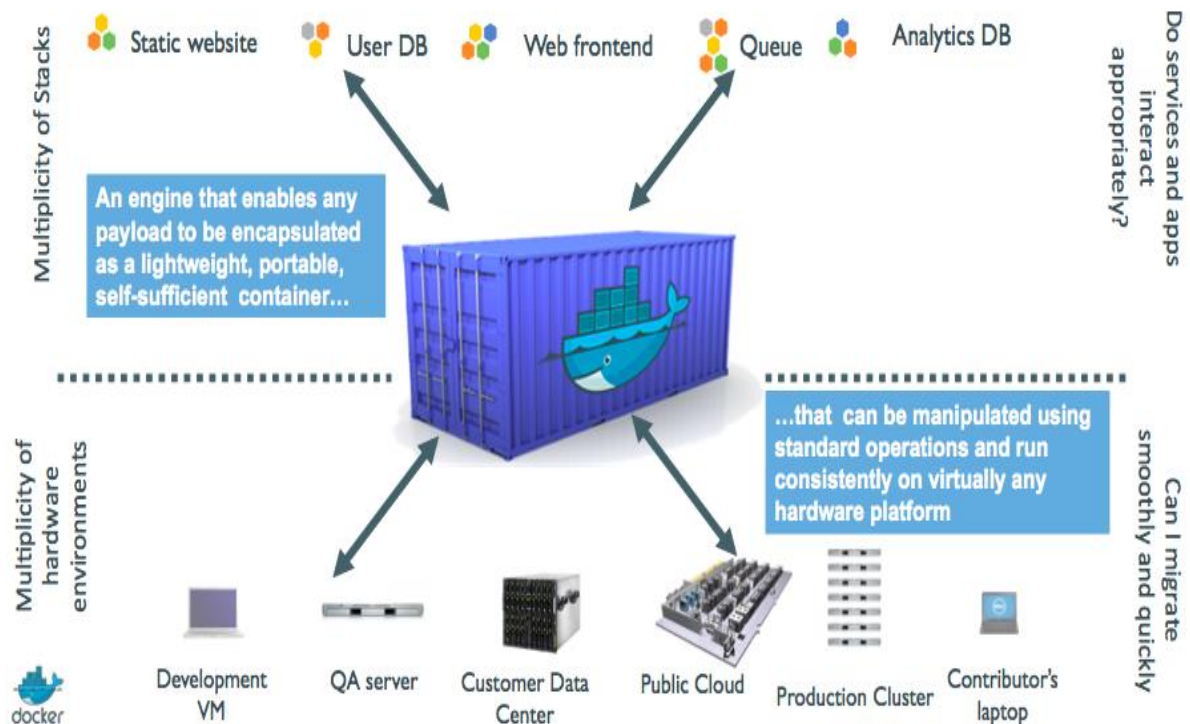 Static website
User DB
Web frontend
Queue
Analytics DB
Multiplicity of Stacks
Do services and apps
interact
appropriately?
An engine that enables any
payload to be encapsulated
as a lightweight, portable,
self-sufficient container…
…that can be manipulated using
standard operations and run
consistently on virtually any
hardware platform
Multiplicity of
hardware
environments
Can I migrate
smoothly and quickly
Development
VM
QA server
Customer Data
Center
Public Cloud
Production Cluster
Contributor's
laptop
docker